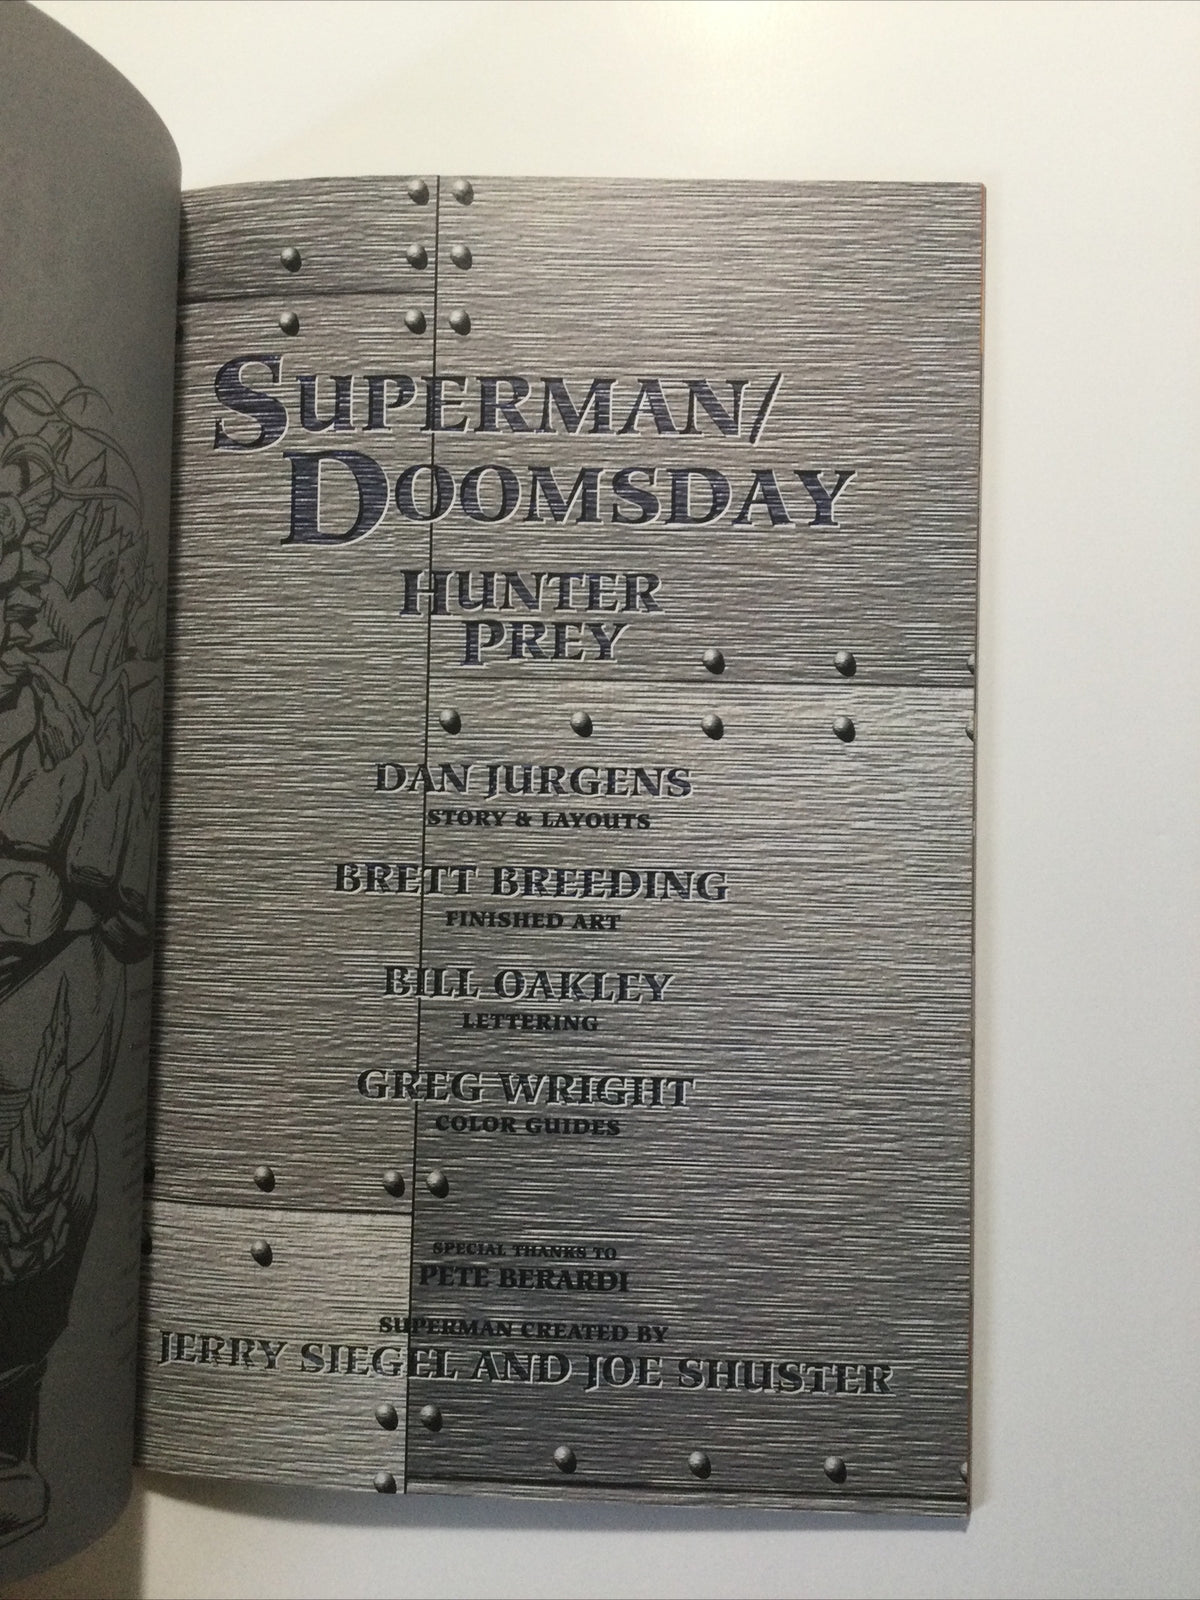 SUPERMAN/
DOOMSDAY
HUNTER
PREY
DAN JURGENS
STORY & LAYOUTS
BRETT BREEDING
FINISHED ART
BILL OAKLEY
LETTERING
GREG WRIGHT
COLOR GUIDES
SPECIAL THANKS TO
PETE BERARDI
SUPERMAN CREATED BY
JERRY SIEGEL AND JOE SHUSTER